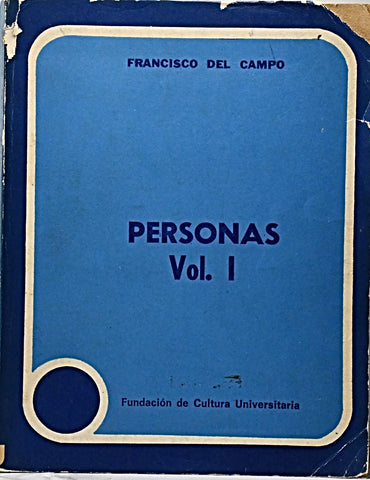 FRANCISCO DEL CAMPO
PERSONAS
Vol. I
Fundación de Cultura Universitaria